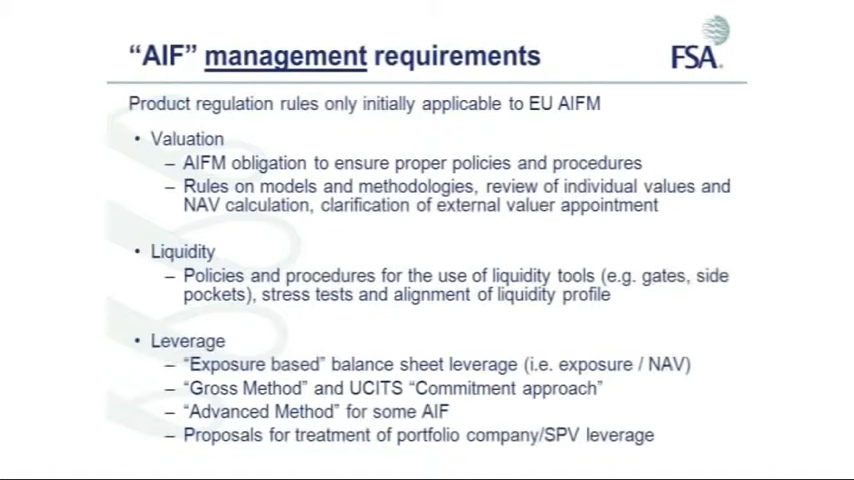 "AIF" management requirements
FSA
Product regulation rules only initially applicable to EU AIFM
• Valuation
– AIFM obligation to ensure proper policies and procedures
– Rules on models and methodologies, review of individual values and
NAV calculation, clarification of external valuer appointment
• Liquidity
– Policies and procedures for the use of liquidity tools (e.g. gates, side
pockets), stress tests and alignment of liquidity profile
• Leverage
– “Exposure based” balance sheet leverage (i.e. exposure / NAV)
– “Gross Method” and UCITS “Commitment approach”
– “Advanced Method” for some AIF
– Proposals for treatment of portfolio company/SPV leverage